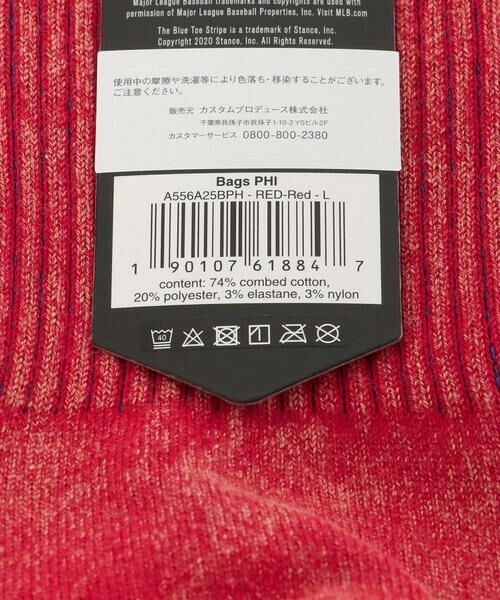 Major League Baseball trademarks and copyrights are used with
permission of Major League Baseball Properties, Inc. Visit MLB.com
The Blue Toe Stripe is a trademark of Stance, Inc.
Copyright 2020 Stance, Inc. All Rights Reserved.
使用中の摩擦や洗濯等により色落ち・移染することがございます。
ご注意ください。
販売元 カスタムプロデュース株式会社
千葉県我孫子市我孫子1-10-2 YSビル2F
カスタマーサービス 0800-800-2380
Bags PHI
A556A25BPH - RED-Red - L
1 90107 61884 7
content: 74% combed cotton,
20% polyester, 3% elastane, 3% nylon
40